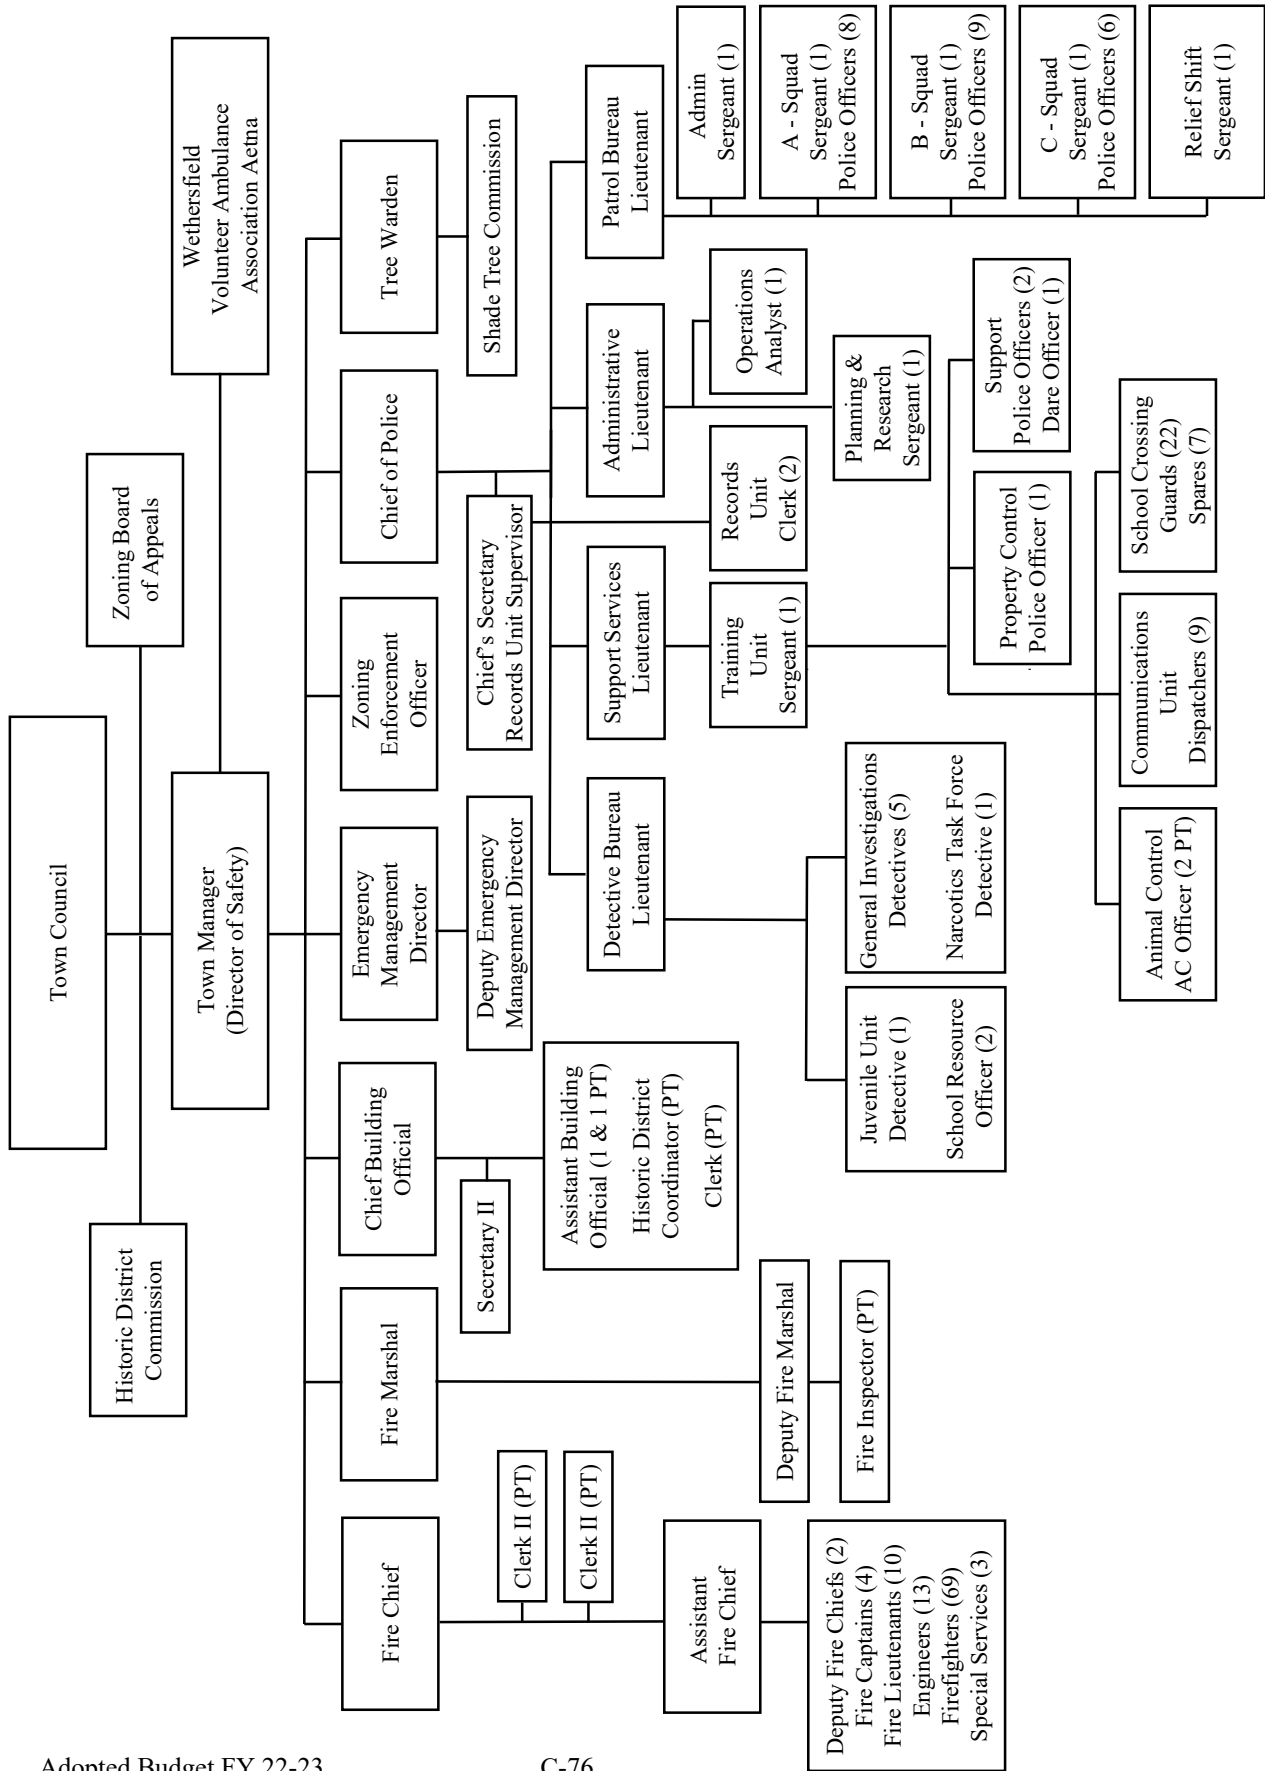 Town Council
Historic District
Commission
Zoning Board
of Appeals
Town Manager
(Director of Safety)
Wethersfield
Volunteer Ambulance
Association Aetna
Fire Chief
Fire Marshal
Chief Building
Official
Emergency
Management
Director
Zoning
Enforcement
Officer
Chief of Police
Tree Warden
Clerk II (PT)
Clerk II (PT)
Assistant
Fire Chief
Deputy Fire Chiefs (2)
Fire Captains (4)
Fire Lieutenants (10)
Engineers (13)
Firefighters (69)
Special Services (3)
Deputy Fire Marshal
Fire Inspector (PT)
Secretary II
Assistant Building
Official (1 & 1 PT)
Historic District
Coordinator (PT)
Clerk (PT)
Deputy Emergency
Management Director
Chief's Secretary
Records Unit Supervisor
Shade Tree Commission
Detective Bureau
Lieutenant
Support Services
Lieutenant
Administrative
Lieutenant
Patrol Bureau
Lieutenant
Juvenile Unit
Detective (1)
School Resource
Officer (2)
General Investigations
Detectives (5)
Narcotics Task Force
Detective (1)
Training
Unit
Sergeant (1)
Records
Unit
Clerk (2)
Operations
Analyst (1)
Planning &
Research
Sergeant (1)
Admin
Sergeant (1)
A - Squad
Sergeant (1)
Police Officers (8)
B - Squad
Sergeant (1)
Police Officers (9)
C - Squad
Sergeant (1)
Police Officers (6)
Relief Shift
Sergeant (1)
Property Control
Police Officer (1)
Support
Police Officers (2)
Dare Officer (1)
Animal Control
AC Officer (2 PT)
Communications
Unit
Dispatchers (9)
School Crossing
Guards (22)
Spares (7)
Adopted Budget FY 22-23
C-76